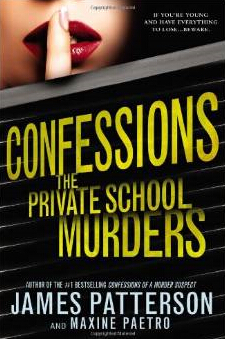 IF YOU'RE YOUNG
AND HAVE EVERYTHING
TO LOSE...BEWARE.
CONFESSIONS
THE
PRIVATE SCHOOL
MURDERS
AUTHOR OF THE #1 BESTSELLING CONFESSIONS OF A MURDER SUSPECT
JAMES PATTERSON
AND MAXINE PAETRO